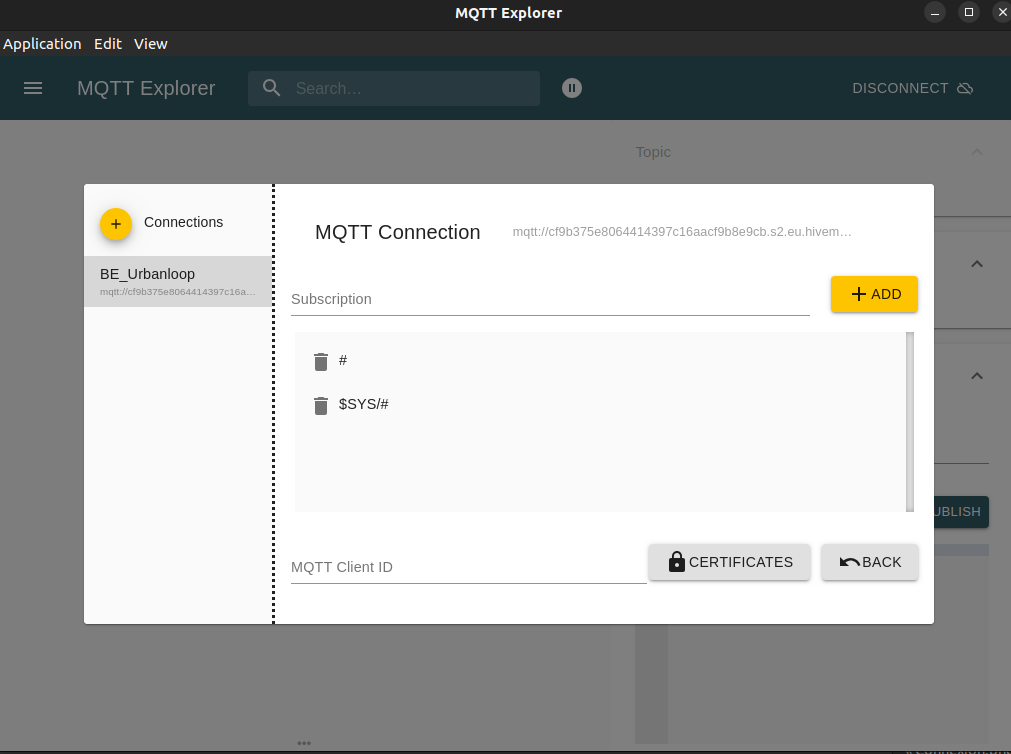 MQTT Explorer
Application Edit View
MQTT Explorer
Search...
DISCONNECT
Topic
Connections
MQTT Connection
mqtt://cf9b375e8064414397c16aacf9b8e9cb.s2.eu.hivem...
BE_Urbanloop
mqtt://cf9b375e8064414397c16a...
Subscription
ADD
#
$SYS/#
UBLISH
MQTT Client ID
CERTIFICATES
BACK